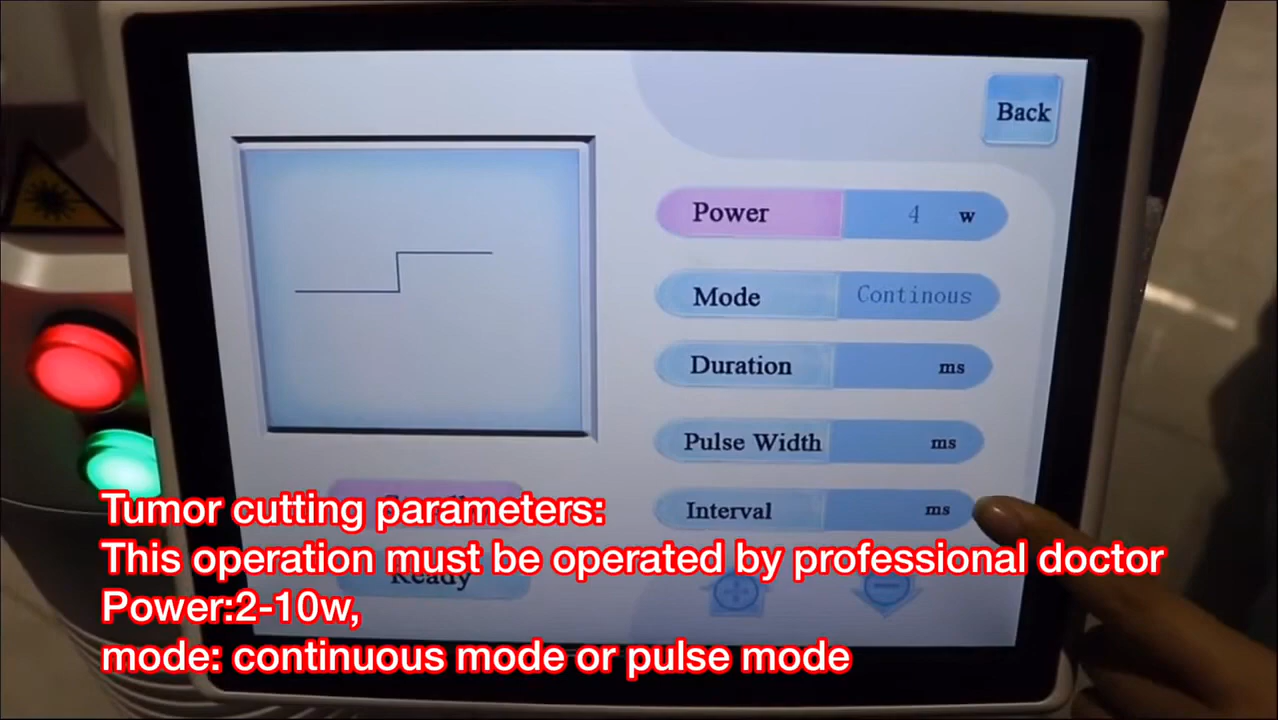 Back
Power 4 w
Mode Continous
Duration ms
Pulse Width ms
Interval ms
Ready
Tumor cutting parameters:
This operation must be operated by professional doctor
Power:2-10w,
mode: continuous mode or pulse mode